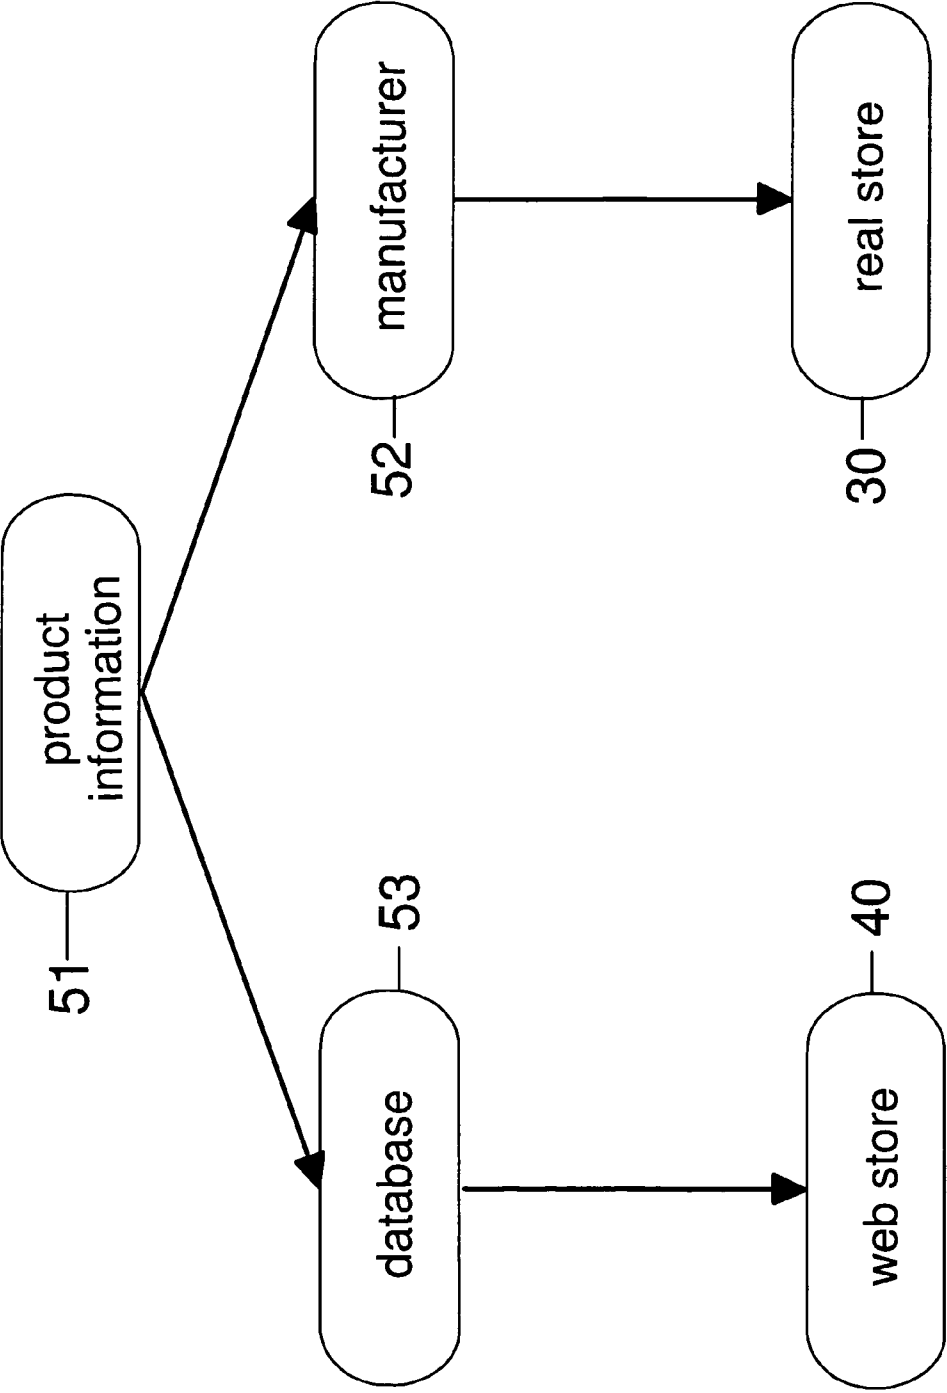 51
product
information
53
52
database
manufacturer
40
30
web store
real store